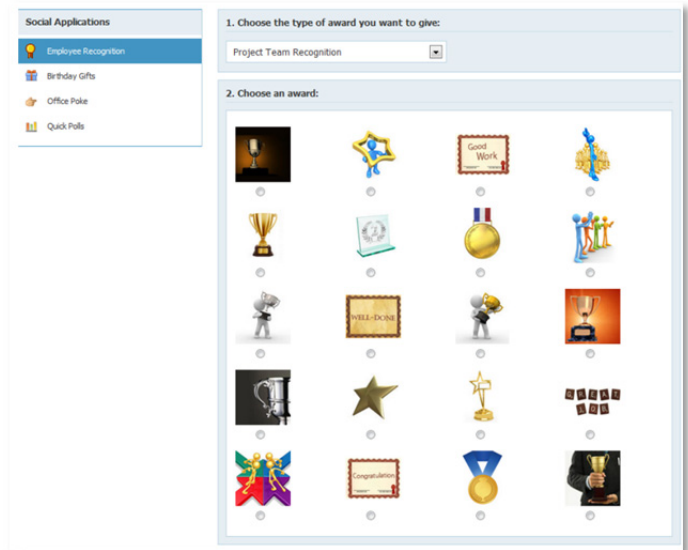 Social Applications
Employee Recognition
Birthday Gifts
Office Poke
Quick Polls
1. Choose the type of award you want to give:
Project Team Recognition
2. Choose an award:
Good
Work
WELL-DONE
GREAT
JOB
Congratulation